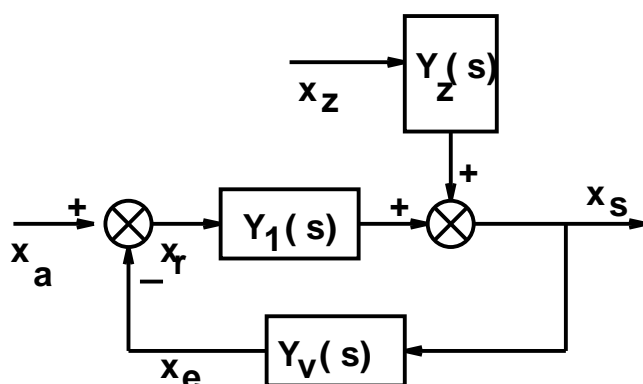 Y_z(s)
x_z
+
+
+
x_s
x_a
x_r
Y_1(s)
−
x_e
Y_v(s)